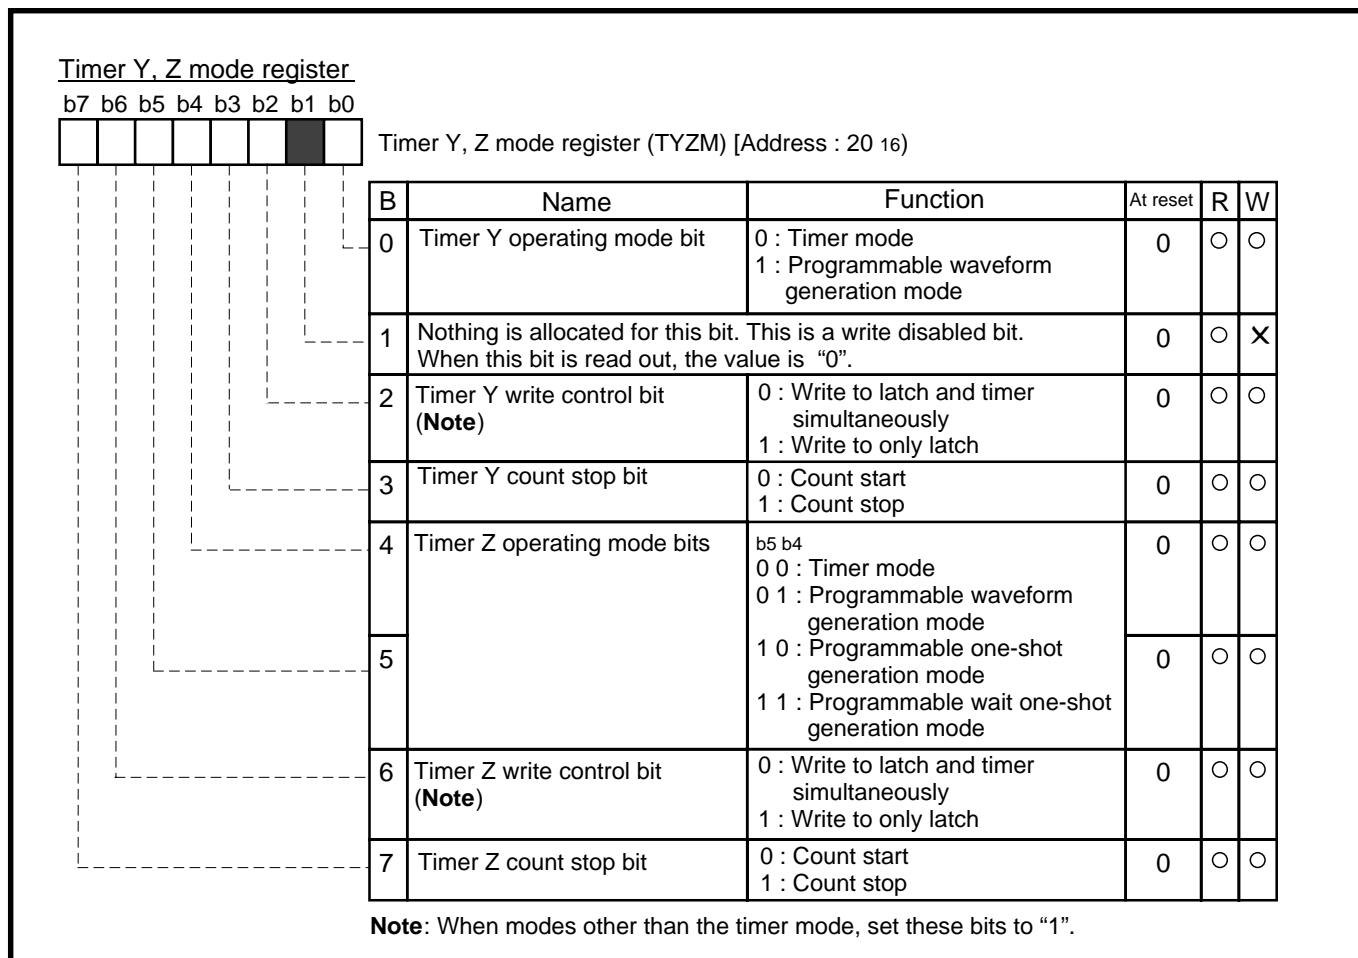 Timer Y, Z mode register
b7 b6 b5 b4 b3 b2 b1 b0
Timer Y, Z mode register (TYZM) [Address : 20 16)
B Name Function At reset R W
0 Timer Y operating mode bit 0 : Timer mode 0 ○ ○
1 : Programmable waveform
generation mode
1 Nothing is allocated for this bit. This is a write disabled bit. 0 ○ ×
When this bit is read out, the value is “0”.
2 Timer Y write control bit 0 : Write to latch and timer 0 ○ ○
(Note) simultaneously
1 : Write to only latch
3 Timer Y count stop bit 0 : Count start 0 ○ ○
1 : Count stop
4 Timer Z operating mode bits b5 b4 0 ○ ○
0 0 : Timer mode
0 1 : Programmable waveform
generation mode
5 1 0 : Programmable one-shot 0 ○ ○
generation mode
1 1 : Programmable wait one-shot
generation mode
6 Timer Z write control bit 0 : Write to latch and timer 0 ○ ○
(Note) simultaneously
1 : Write to only latch
7 Timer Z count stop bit 0 : Count start 0 ○ ○
1 : Count stop
Note: When modes other than the timer mode, set these bits to “1”.